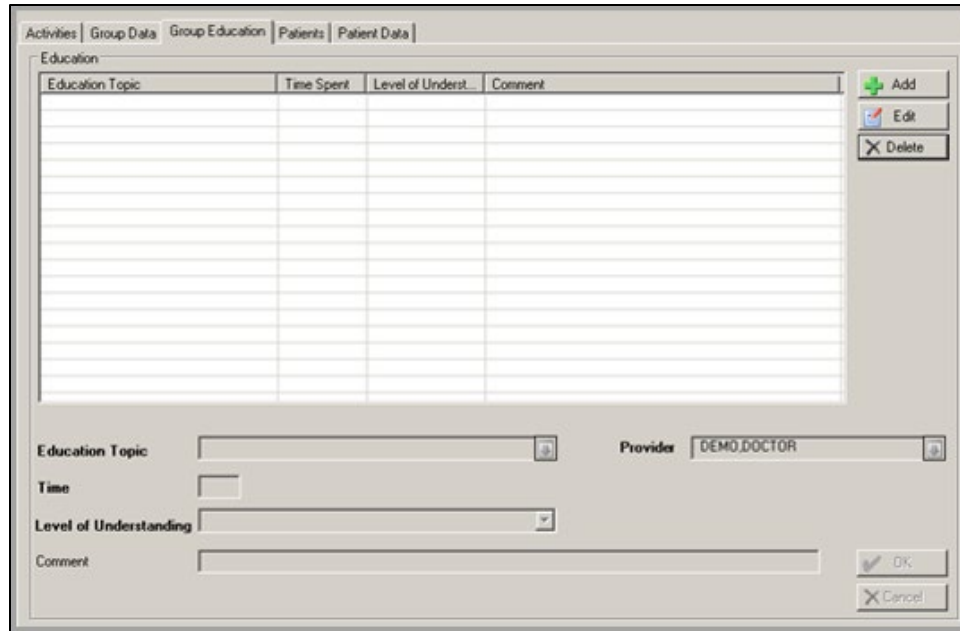 Activities Group Data Group Education Patients Patient Data
Education
Education Topic Time Spent Level of Underst... Comment
Add
Edit
Delete
Education Topic Provider DEMO,DOCTOR
Time
Level of Understanding
Comment OK
Cancel